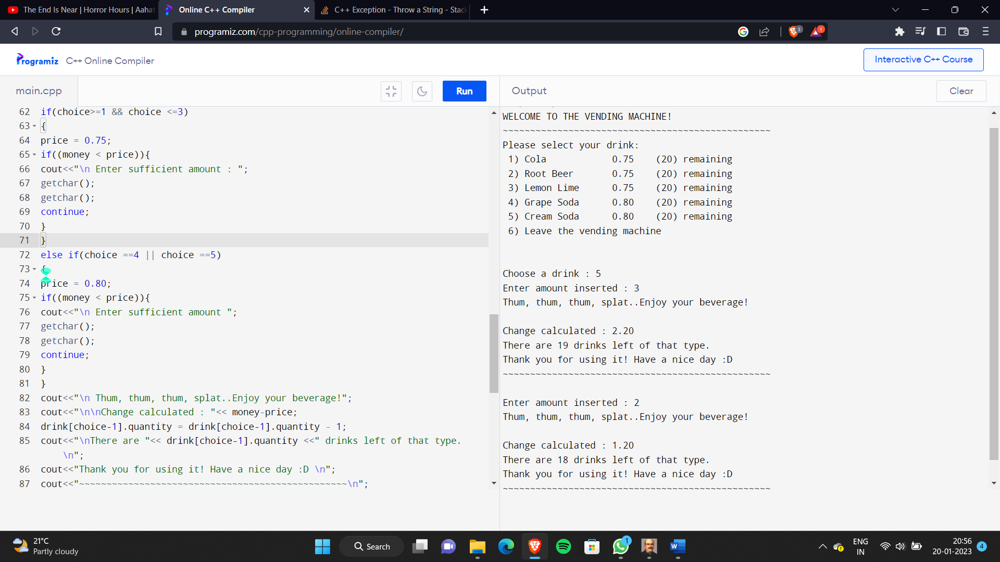 The End Is Near | Horror Hours | Aahat
Online C++ Compiler
C++ Exception - Throw a String - Stac
programiz.com/cpp-programming/online-compiler/
3
1
Programiz
C++ Online Compiler
Interactive C++ Course
main.cpp
Run
Output
Clear
62 if(choice>=1 && choice <=3)
63 {
64 price = 0.75;
65 if((money < price)){
66 cout<<"\n Enter sufficient amount : ";
67 getchar();
68 getchar();
69 continue;
70 }
71 }
72 else if(choice ==4 || choice ==5)
73 {
74 price = 0.80;
75 if((money < price)){
76 cout<<"\n Enter sufficient amount ";
77 getchar();
78 getchar();
79 continue;
80 }
81 }
82 cout<<"\n Thum, thum, thum, splat..Enjoy your beverage!";
83 cout<<"\n\nChange calculated : "<< money-price;
84 drink[choice-1].quantity = drink[choice-1].quantity - 1;
85 cout<<"\nThere are "<< drink[choice-1].quantity <<" drinks left of that type.
\n";
86 cout<<"Thank you for using it! Have a nice day :D \n";
87 cout<<"~~~~~~~~~~~~~~~~~~~~~~~~~~~~~~~~~~~~~~~~~~~~~~~~~\n";
WELCOME TO THE VENDING MACHINE!
~~~~~~~~~~~~~~~~~~~~~~~~~~~~~~~~~~~~~~~~~~~~~~~~~
Please select your drink:
1) Cola 0.75 (20) remaining
2) Root Beer 0.75 (20) remaining
3) Lemon Lime 0.75 (20) remaining
4) Grape Soda 0.80 (20) remaining
5) Cream Soda 0.80 (20) remaining
6) Leave the vending machine
Choose a drink : 5
Enter amount inserted : 3
Thum, thum, thum, splat..Enjoy your beverage!
Change calculated : 2.20
There are 19 drinks left of that type.
Thank you for using it! Have a nice day :D
~~~~~~~~~~~~~~~~~~~~~~~~~~~~~~~~~~~~~~~~~~~~~~~~~
Enter amount inserted : 2
Thum, thum, thum, splat..Enjoy your beverage!
Change calculated : 1.20
There are 18 drinks left of that type.
Thank you for using it! Have a nice day :D
~~~~~~~~~~~~~~~~~~~~~~~~~~~~~~~~~~~~~~~~~~~~~~~~~
21°C
Partly cloudy
Search
1
ENG
IN
20:56
20-01-2023
4